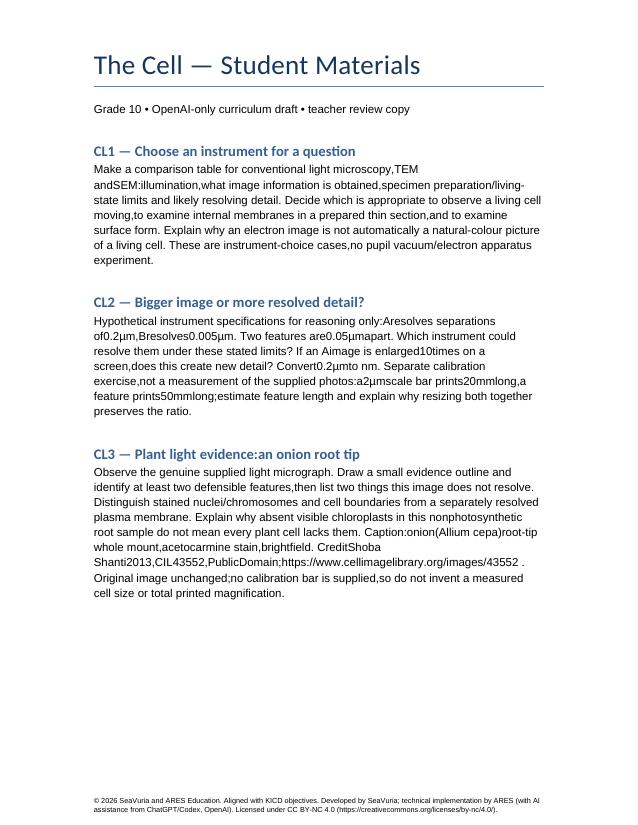 The Cell — Student Materials
Grade 10 • OpenAI-only curriculum draft • teacher review copy
CL1 — Choose an instrument for a question
Make a comparison table for conventional light microscopy,TEM
andSEM:illumination,what image information is obtained,specimen preparation/living-
state limits and likely resolving detail. Decide which is appropriate to observe a living cell
moving,to examine internal membranes in a prepared thin section,and to examine
surface form. Explain why an electron image is not automatically a natural-colour picture
of a living cell. These are instrument-choice cases,no pupil vacuum/electron apparatus
experiment.
CL2 — Bigger image or more resolved detail?
Hypothetical instrument specifications for reasoning only:Aresolves separations
of0.2µm,Bresolves0.005µm. Two features are0.05µmapart. Which instrument could
resolve them under these stated limits? If an Aimage is enlarged10times on a
screen,does this create new detail? Convert0.2µmto nm. Separate calibration
exercise,not a measurement of the supplied photos:a2µmscale bar prints20mmlong,a
feature prints50mmlong;estimate feature length and explain why resizing both together
preserves the ratio.
CL3 — Plant light evidence:an onion root tip
Observe the genuine supplied light micrograph. Draw a small evidence outline and
identify at least two defensible features,then list two things this image does not resolve.
Distinguish stained nuclei/chromosomes and cell boundaries from a separately resolved
plasma membrane. Explain why absent visible chloroplasts in this nonphotosynthetic
root sample do not mean every plant cell lacks them. Caption:onion(Allium cepa)root-tip
whole mount,acetocarmine stain,brightfield. CreditShoba
Shanti2013,CIL43552,PublicDomain;https://www.cellimagelibrary.org/images/43552 .
Original image unchanged;no calibration bar is supplied,so do not invent a measured
cell size or total printed magnification.
© 2026 SeaVuria and ARES Education. Aligned with KICD objectives. Developed by SeaVuria; technical implementation by ARES (with AI
assistance from ChatGPT/Codex, OpenAI). Licensed under CC BY-NC 4.0 (https://creativecommons.org/licenses/by-nc/4.0/).